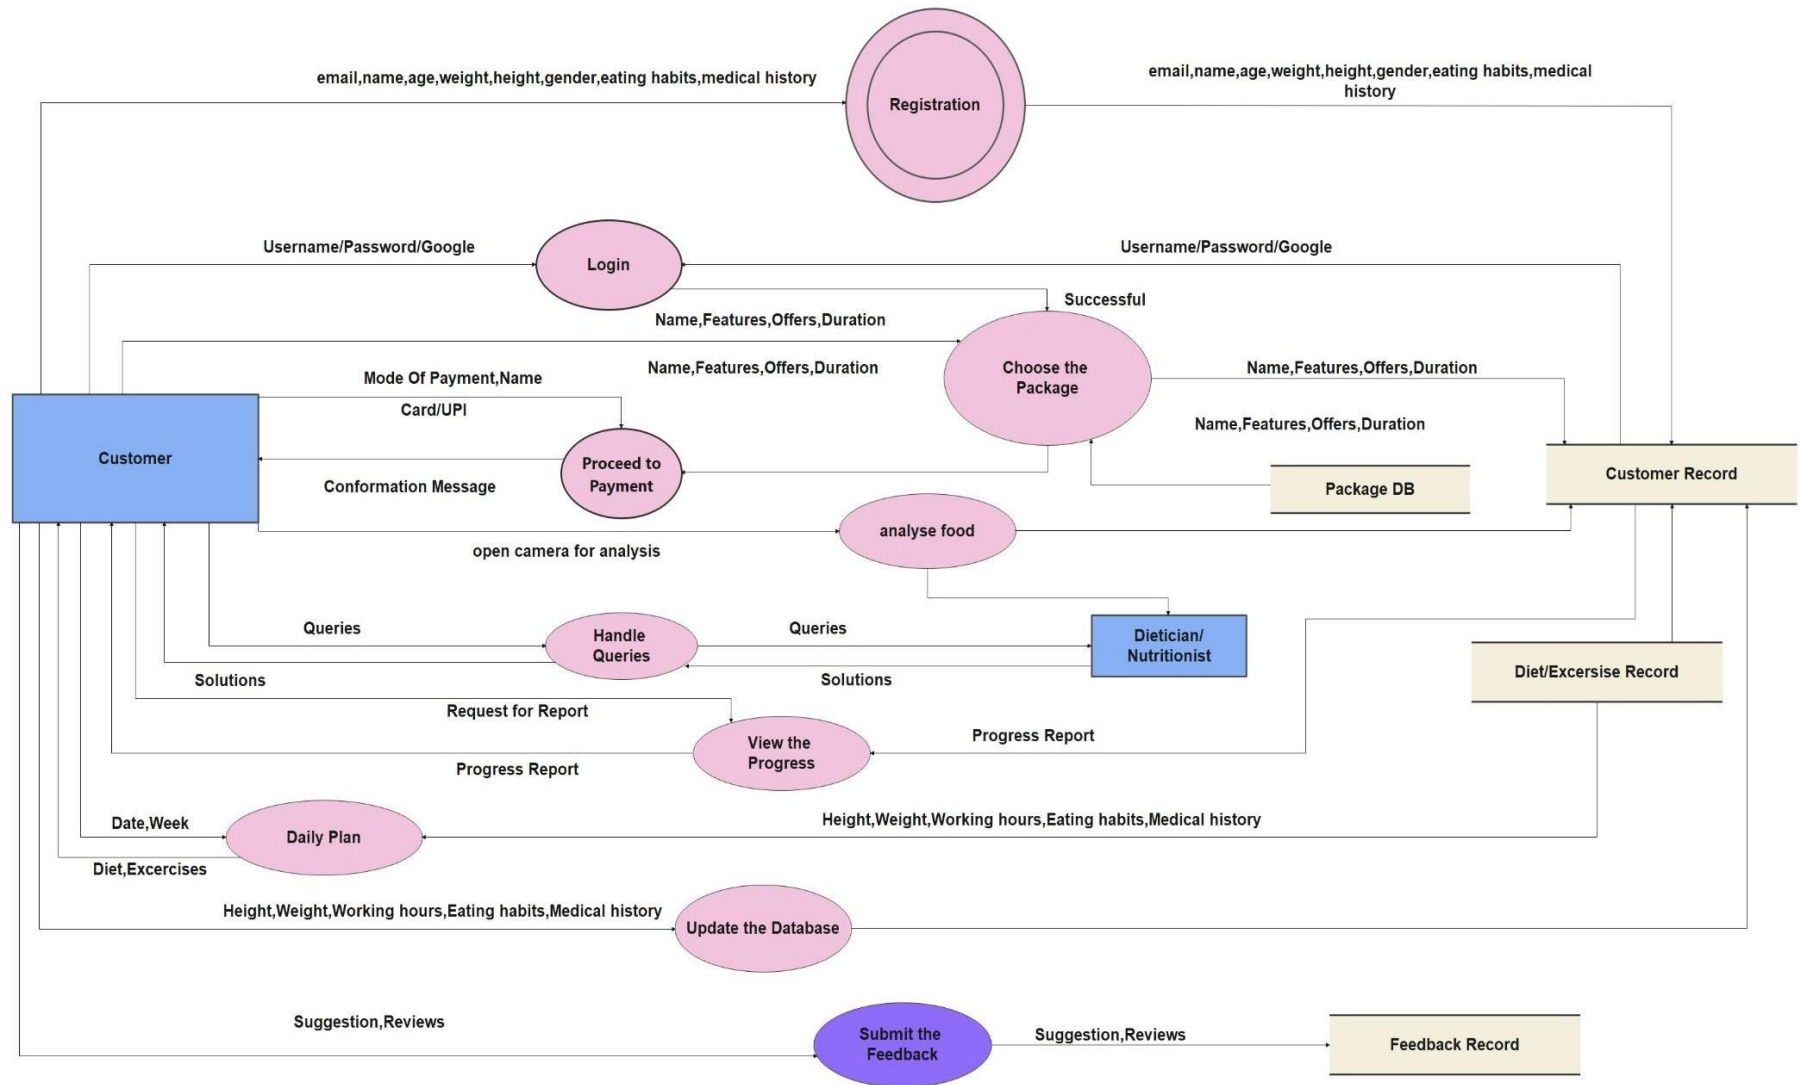 email,name,age,weight,height,gender,eating habits,medical history
email,name,age,weight,height,gender,eating habits,medical
history
Registration
Username/Password/Google
Login
Username/Password/Google
Successful
Name,Features,Offers,Duration
Name,Features,Offers,Duration
Choose the
Package
Name,Features,Offers,Duration
Mode Of Payment,Name
Card/UPI
Name,Features,Offers,Duration
Customer
Proceed to
Payment
Conformation Message
Package DB
Customer Record
analyse food
open camera for analysis
Queries
Handle
Queries
Queries
Dietician/
Nutritionist
Solutions
Solutions
Diet/Excersise Record
Request for Report
View the
Progress
Progress Report
Progress Report
Date,Week
Daily Plan
Height,Weight,Working hours,Eating habits,Medical history
Diet,Excercises
Height,Weight,Working hours,Eating habits,Medical history
Update the Database
Suggestion,Reviews
Submit the
Feedback
Suggestion,Reviews
Feedback Record